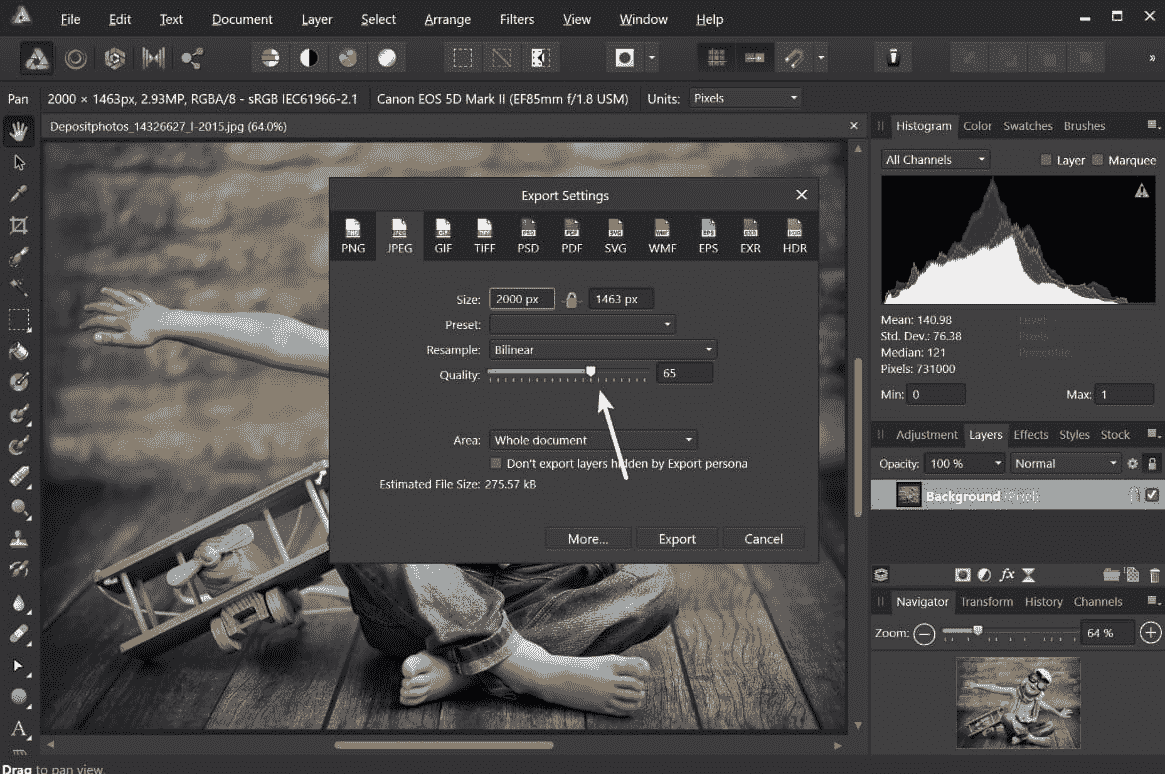 File Edit Text Document Layer Select Arrange Filters View Window Help
Pan 2000 × 1463px, 2.93MP, RGBA/8 - sRGB IEC61966-2.1 Canon EOS 5D Mark II (EF85mm f/1.8 USM) Units: Pixels
Depositphotos_14326627_l-2015.jpg (64.0%)
Histogram Color Swatches Brushes
All Channels Layer Marquee
Export Settings
PNG JPEG GIF TIFF PSD PDF SVG WMF EPS EXR HDR
Size: 2000 px 1463 px
Preset:
Resample: Bilinear
Quality: 65
Area: Whole document
Don't export layers hidden by Export persona
Estimated File Size: 275.57 kB
More... Export Cancel
Mean: 140.98 Level: -
Std. Dev.: 76.38 Pixels:
Median: 121 Percentile:
Pixels: 731000
Min: 0 Max: 1
Adjustment Layers Effects Styles Stock
Opacity: 100 % Normal
Background (Pixel)
Navigator Transform History Channels
Zoom: 64 %
Drag to pan view.